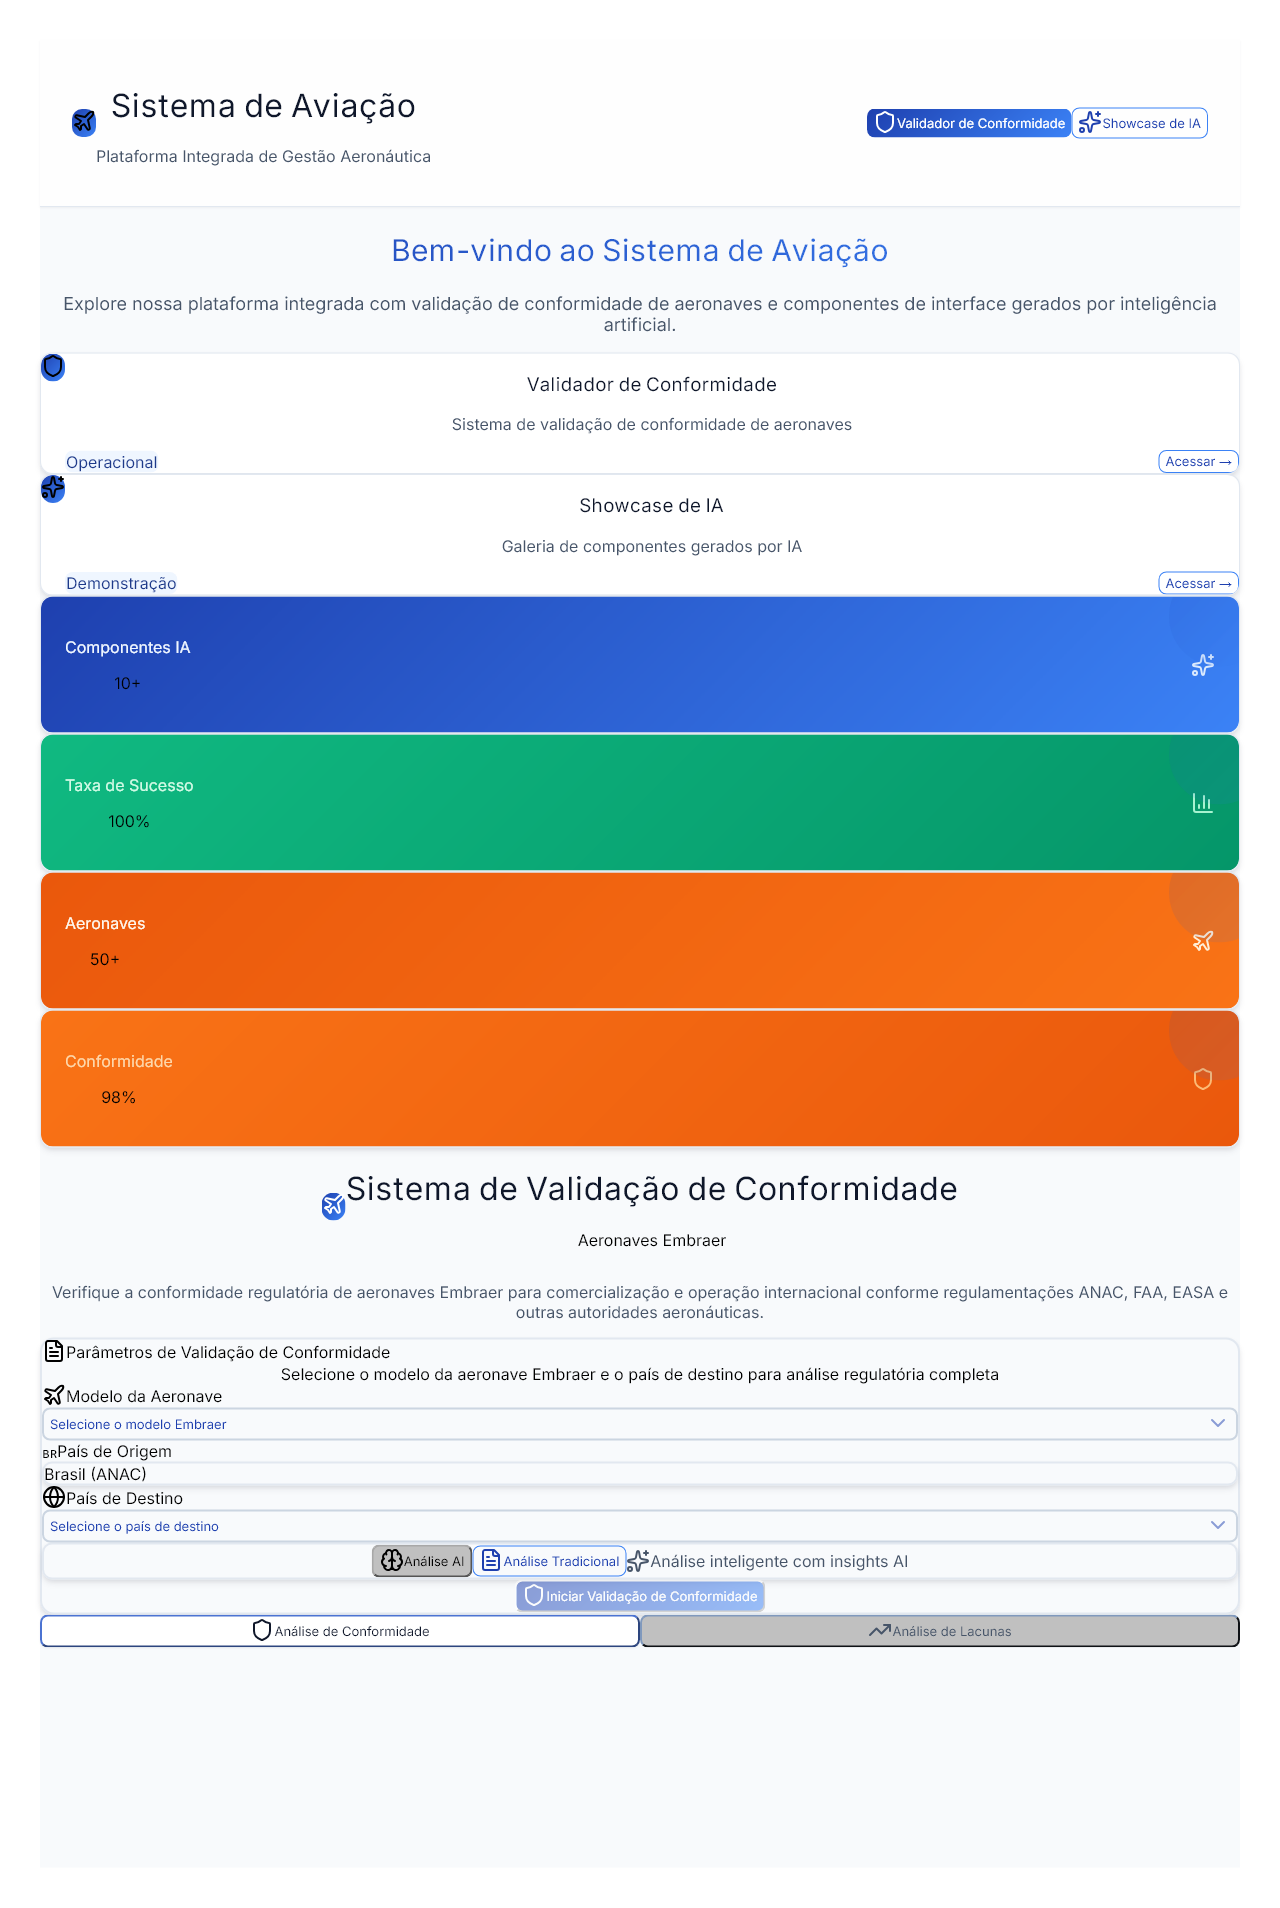 Sistema de Aviação
Plataforma Integrada de Gestão Aeronáutica
Validador de Conformidade
Showcase de IA
Bem-vindo ao Sistema de Aviação
Explore nossa plataforma integrada com validação de conformidade de aeronaves e componentes de interface gerados por inteligência
artificial.
Validador de Conformidade
Sistema de validação de conformidade de aeronaves
Operacional
Acessar →
Showcase de IA
Galeria de componentes gerados por IA
Demonstração
Acessar →
Componentes IA
10+
Taxa de Sucesso
100%
Aeronaves
50+
Conformidade
98%
Sistema de Validação de Conformidade
Aeronaves Embraer
Verifique a conformidade regulatória de aeronaves Embraer para comercialização e operação internacional conforme regulamentações ANAC, FAA, EASA e
outras autoridades aeronáuticas.
Parâmetros de Validação de Conformidade
Selecione o modelo da aeronave Embraer e o país de destino para análise regulatória completa
Modelo da Aeronave
Selecione o modelo Embraer
BR País de Origem
Brasil (ANAC)
País de Destino
Selecione o país de destino
Análise AI
Análise Tradicional
Análise inteligente com insights AI
Iniciar Validação de Conformidade
Análise de Conformidade
Análise de Lacunas